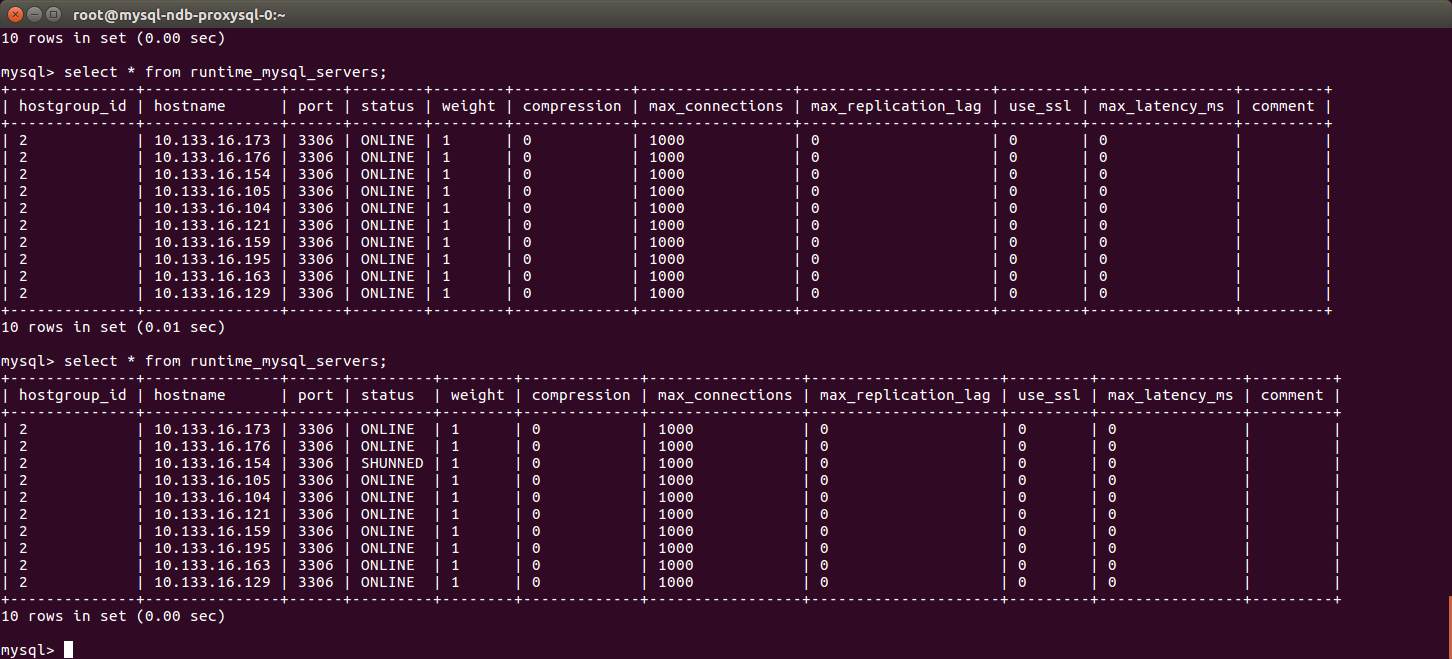 root@mysql-ndb-proxysql-0:~
10 rows in set (0.00 sec)
mysql> select * from runtime_mysql_servers;
+--------------+---------------+------+--------+--------+-------------+-----------------+---------------------+---------+----------------+---------+
| hostgroup_id | hostname      | port | status | weight | compression | max_connections | max_replication_lag | use_ssl | max_latency_ms | comment |
+--------------+---------------+------+--------+--------+-------------+-----------------+---------------------+---------+----------------+---------+
| 2            | 10.133.16.173 | 3306 | ONLINE | 1      | 0           | 1000            | 0                   | 0       | 0              |         |
| 2            | 10.133.16.176 | 3306 | ONLINE | 1      | 0           | 1000            | 0                   | 0       | 0              |         |
| 2            | 10.133.16.154 | 3306 | ONLINE | 1      | 0           | 1000            | 0                   | 0       | 0              |         |
| 2            | 10.133.16.105 | 3306 | ONLINE | 1      | 0           | 1000            | 0                   | 0       | 0              |         |
| 2            | 10.133.16.104 | 3306 | ONLINE | 1      | 0           | 1000            | 0                   | 0       | 0              |         |
| 2            | 10.133.16.121 | 3306 | ONLINE | 1      | 0           | 1000            | 0                   | 0       | 0              |         |
| 2            | 10.133.16.159 | 3306 | ONLINE | 1      | 0           | 1000            | 0                   | 0       | 0              |         |
| 2            | 10.133.16.195 | 3306 | ONLINE | 1      | 0           | 1000            | 0                   | 0       | 0              |         |
| 2            | 10.133.16.163 | 3306 | ONLINE | 1      | 0           | 1000            | 0                   | 0       | 0              |         |
| 2            | 10.133.16.129 | 3306 | ONLINE | 1      | 0           | 1000            | 0                   | 0       | 0              |         |
+--------------+---------------+------+--------+--------+-------------+-----------------+---------------------+---------+----------------+---------+
10 rows in set (0.01 sec)
mysql> select * from runtime_mysql_servers;
+--------------+---------------+------+---------+--------+-------------+-----------------+---------------------+---------+----------------+---------+
| hostgroup_id | hostname      | port | status  | weight | compression | max_connections | max_replication_lag | use_ssl | max_latency_ms | comment |
+--------------+---------------+------+---------+--------+-------------+-----------------+---------------------+---------+----------------+---------+
| 2            | 10.133.16.173 | 3306 | ONLINE  | 1      | 0           | 1000            | 0                   | 0       | 0              |         |
| 2            | 10.133.16.176 | 3306 | ONLINE  | 1      | 0           | 1000            | 0                   | 0       | 0              |         |
| 2            | 10.133.16.154 | 3306 | SHUNNED | 1      | 0           | 1000            | 0                   | 0       | 0              |         |
| 2            | 10.133.16.105 | 3306 | ONLINE  | 1      | 0           | 1000            | 0                   | 0       | 0              |         |
| 2            | 10.133.16.104 | 3306 | ONLINE  | 1      | 0           | 1000            | 0                   | 0       | 0              |         |
| 2            | 10.133.16.121 | 3306 | ONLINE  | 1      | 0           | 1000            | 0                   | 0       | 0              |         |
| 2            | 10.133.16.159 | 3306 | ONLINE  | 1      | 0           | 1000            | 0                   | 0       | 0              |         |
| 2            | 10.133.16.195 | 3306 | ONLINE  | 1      | 0           | 1000            | 0                   | 0       | 0              |         |
| 2            | 10.133.16.163 | 3306 | ONLINE  | 1      | 0           | 1000            | 0                   | 0       | 0              |         |
| 2            | 10.133.16.129 | 3306 | ONLINE  | 1      | 0           | 1000            | 0                   | 0       | 0              |         |
+--------------+---------------+------+---------+--------+-------------+-----------------+---------------------+---------+----------------+---------+
10 rows in set (0.00 sec)
mysql>